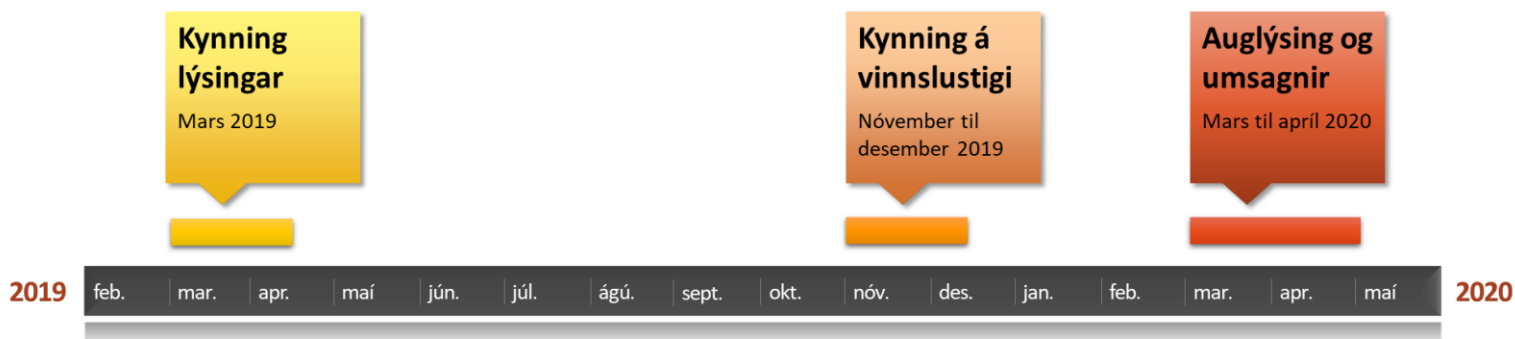 Kynning
lýsingar
Mars 2019
Kynning á
vinnslustigi
Nóvember til
desember 2019
Auglýsing og
umsagnir
Mars til apríl 2020
2019 feb. mar. apr. maí jún. júl. ágú. sept. okt. nóv. des. jan. feb. mar. apr. maí 2020